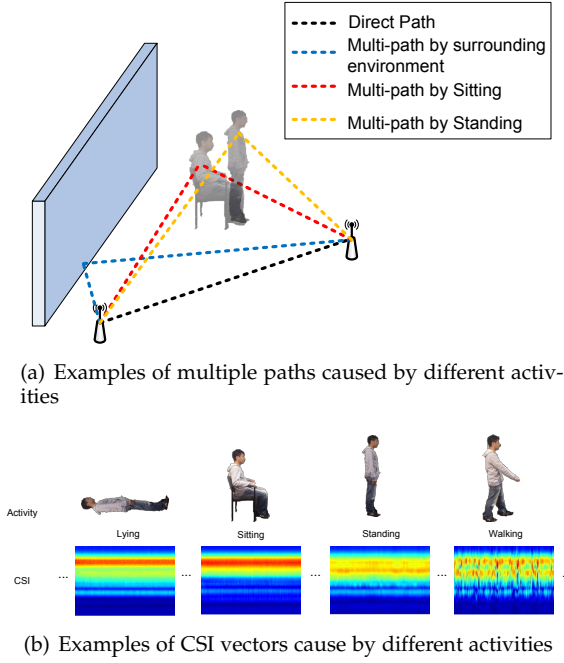 Direct Path
Multi-path by surrounding
environment
Multi-path by Sitting
Multi-path by Standing
(a) Examples of multiple paths caused by different activ-
ities
Activity
Lying
Sitting
Standing
Walking
CSI
...
...
...
...
(b) Examples of CSI vectors cause by different activities